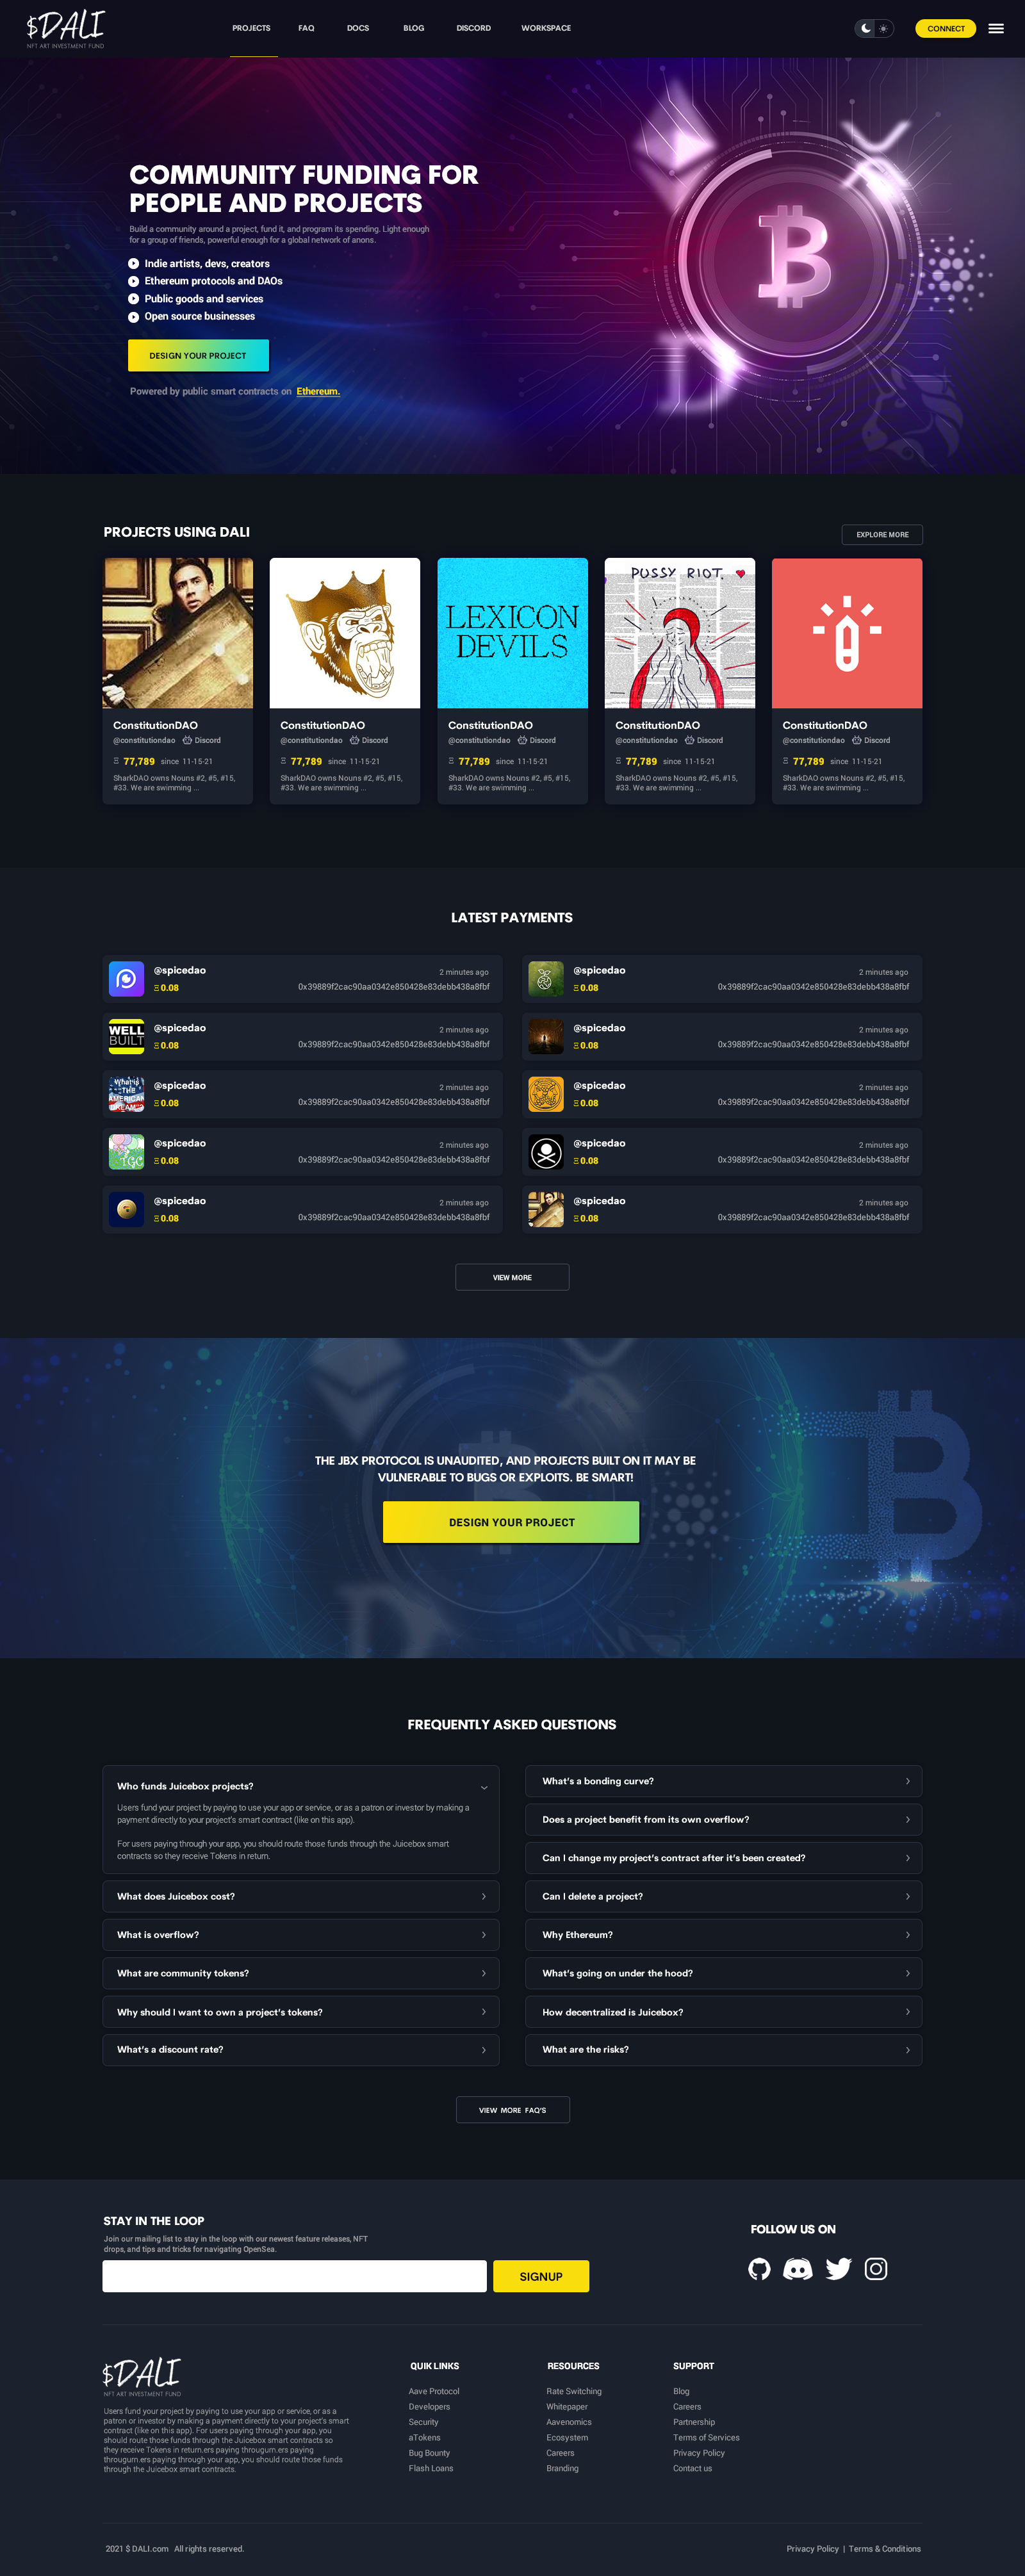 $DALI
NFT ART INVESTMENT FUND
PROJECTS FAQ DOCS BLOG DISCORD WORKSPACE
CONNECT
COMMUNITY FUNDING FOR
PEOPLE AND PROJECTS
Build a community around a project, fund it, and program its spending. Light enough
for a group of friends, powerful enough for a global network of anons.
Indie artists, devs, creators
Ethereum protocols and DAOs
Public goods and services
Open source businesses
DESIGN YOUR PROJECT
Powered by public smart contracts on Ethereum.
PROJECTS USING DALI
EXPLORE MORE
LEXICON
DEVILS
PUSSY RIOT.
ConstitutionDAO
@constitutiondao Discord
Ξ 77,789 since 11-15-21
SharkDAO owns Nouns #2, #5, #15,
#33. We are swimming ...
ConstitutionDAO
@constitutiondao Discord
Ξ 77,789 since 11-15-21
SharkDAO owns Nouns #2, #5, #15,
#33. We are swimming ...
ConstitutionDAO
@constitutiondao Discord
Ξ 77,789 since 11-15-21
SharkDAO owns Nouns #2, #5, #15,
#33. We are swimming ...
ConstitutionDAO
@constitutiondao Discord
Ξ 77,789 since 11-15-21
SharkDAO owns Nouns #2, #5, #15,
#33. We are swimming ...
ConstitutionDAO
@constitutiondao Discord
Ξ 77,789 since 11-15-21
SharkDAO owns Nouns #2, #5, #15,
#33. We are swimming ...
LATEST PAYMENTS
@spicedao 2 minutes ago
Ξ 0.08 0x39889f2cac90aa0342e850428e83debb438a8fbf
@spicedao 2 minutes ago
Ξ 0.08 0x39889f2cac90aa0342e850428e83debb438a8fbf
WELL
BUILT
@spicedao 2 minutes ago
Ξ 0.08 0x39889f2cac90aa0342e850428e83debb438a8fbf
@spicedao 2 minutes ago
Ξ 0.08 0x39889f2cac90aa0342e850428e83debb438a8fbf
What is
THE
AMERICAN
DREAM?
@spicedao 2 minutes ago
Ξ 0.08 0x39889f2cac90aa0342e850428e83debb438a8fbf
@spicedao 2 minutes ago
Ξ 0.08 0x39889f2cac90aa0342e850428e83debb438a8fbf
TGC
@spicedao 2 minutes ago
Ξ 0.08 0x39889f2cac90aa0342e850428e83debb438a8fbf
@spicedao 2 minutes ago
Ξ 0.08 0x39889f2cac90aa0342e850428e83debb438a8fbf
@spicedao 2 minutes ago
Ξ 0.08 0x39889f2cac90aa0342e850428e83debb438a8fbf
@spicedao 2 minutes ago
Ξ 0.08 0x39889f2cac90aa0342e850428e83debb438a8fbf
VIEW MORE
THE JBX PROTOCOL IS UNAUDITED, AND PROJECTS BUILT ON IT MAY BE
VULNERABLE TO BUGS OR EXPLOITS. BE SMART!
DESIGN YOUR PROJECT
FREQUENTLY ASKED QUESTIONS
Who funds Juicebox projects?
Users fund your project by paying to use your app or service, or as a patron or investor by making a
payment directly to your project's smart contract (like on this app).
For users paying through your app, you should route those funds through the Juicebox smart
contracts so they receive Tokens in return.
What does Juicebox cost?
What is overflow?
What are community tokens?
Why should I want to own a project's tokens?
What's a discount rate?
What's a bonding curve?
Does a project benefit from its own overflow?
Can I change my project's contract after it's been created?
Can I delete a project?
Why Ethereum?
What's going on under the hood?
How decentralized is Juicebox?
What are the risks?
VIEW MORE FAQ'S
STAY IN THE LOOP
Join our mailing list to stay in the loop with our newest feature releases, NFT
drops, and tips and tricks for navigating OpenSea.
SIGNUP
FOLLOW US ON
$DALI
NFT ART INVESTMENT FUND
Users fund your project by paying to use your app or service, or as a
patron or investor by making a payment directly to your project's smart
contract (like on this app). For users paying through your app, you
should route those funds through the Juicebox smart contracts so
they receive Tokens in return.ers paying througurn.ers paying
througurn.ers paying through your app, you should route those funds
through the Juicebox smart contracts.
QUIK LINKS
Aave Protocol
Developers
Security
aTokens
Bug Bounty
Flash Loans
RESOURCES
Rate Switching
Whitepaper
Aavenomics
Ecosystem
Careers
Branding
SUPPORT
Blog
Careers
Partnership
Terms of Services
Privacy Policy
Contact us
2021 $ DALI.com All rights reserved.
Privacy Policy | Terms & Conditions